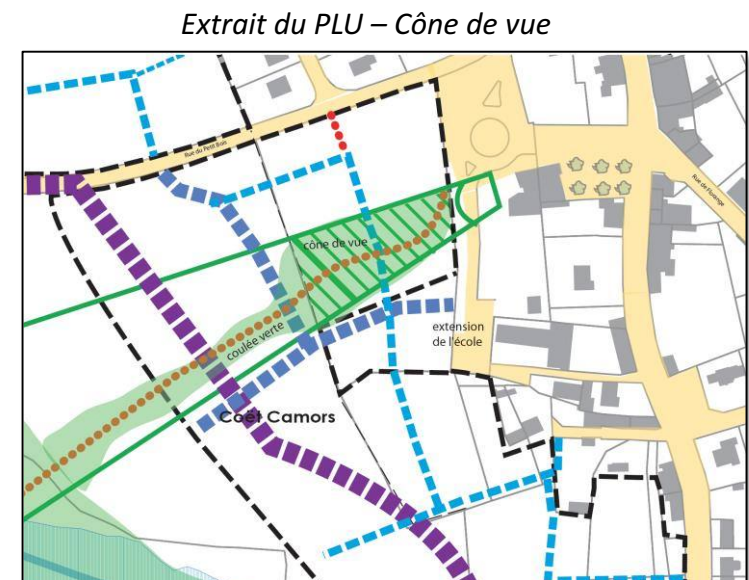 Extrait du PLU – Cône de vue
Rue du Petit Bois
Rue de Florange
cône de vue
coulée verte
extension
de l'école
Coët Camors